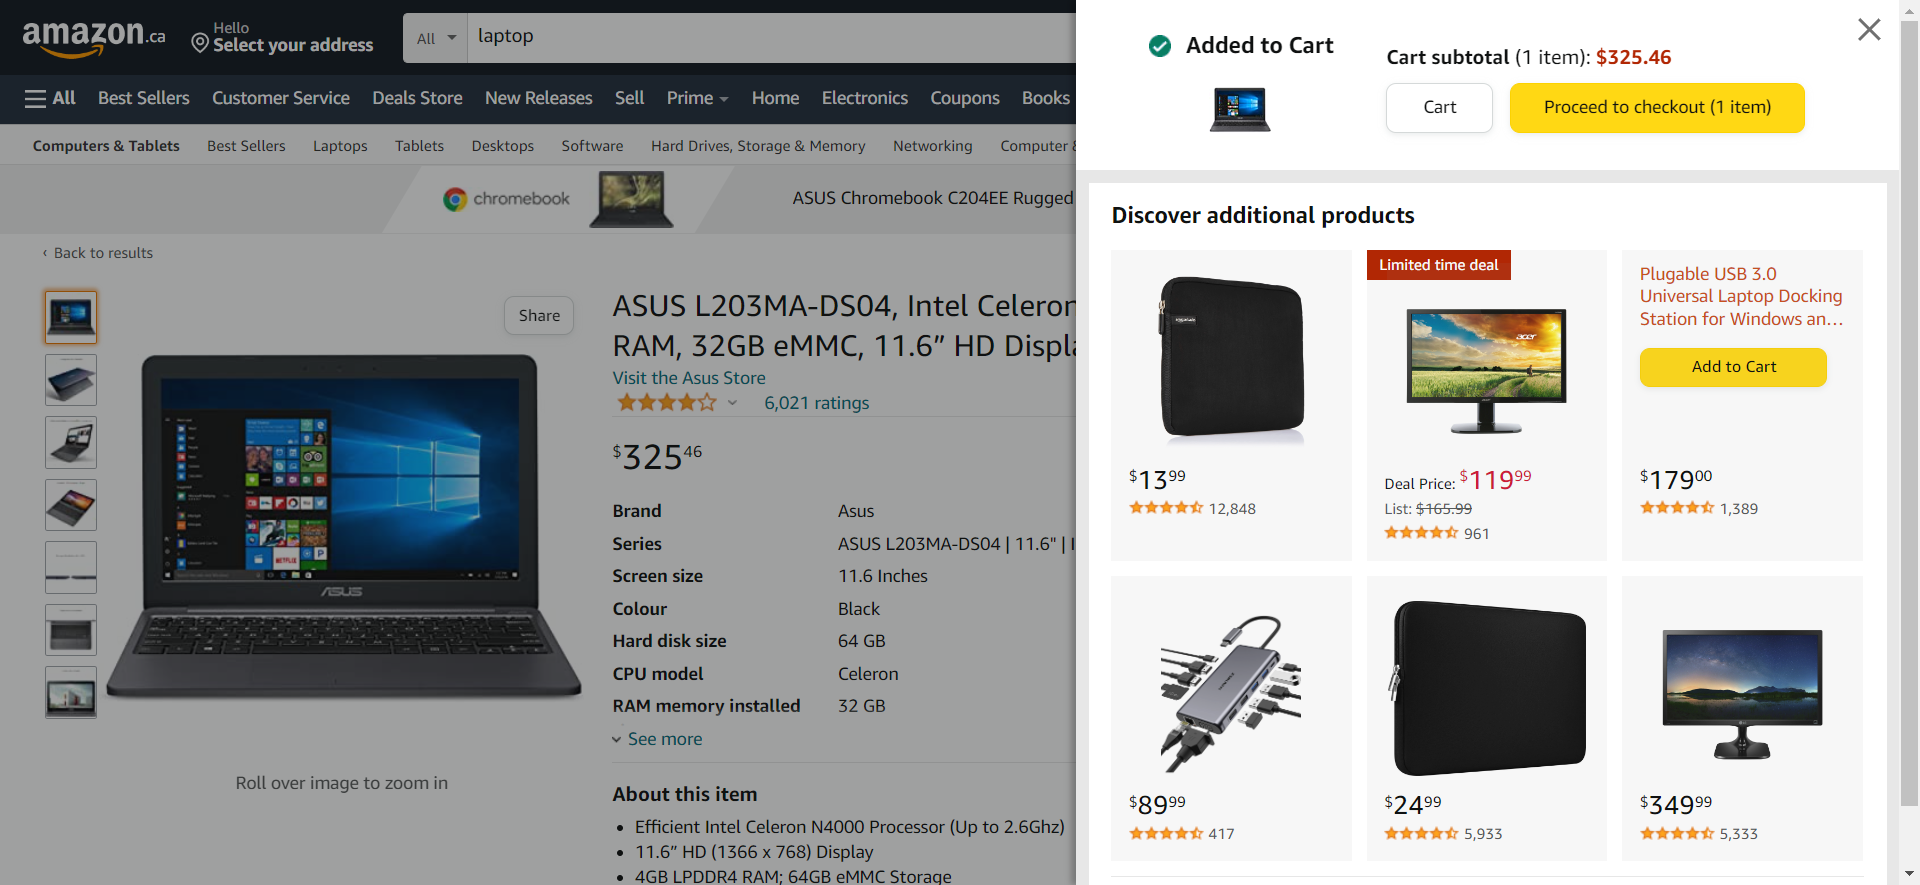 amazon.ca
Hello
Select your address
All
laptop
All
Best Sellers
Customer Service
Deals Store
New Releases
Sell
Prime
Home
Electronics
Coupons
Books
Computers & Tablets
Best Sellers
Laptops
Tablets
Desktops
Software
Hard Drives, Storage & Memory
Networking
Computer
chromebook
ASUS Chromebook C204EE Rugged
‹ Back to results
Share
ASUS
Roll over image to zoom in
ASUS L203MA-DS04, Intel Celeron
RAM, 32GB eMMC, 11.6” HD Displa
Visit the Asus Store
6,021 ratings
$325 46
Brand Asus
Series ASUS L203MA-DS04 | 11.6" |
Screen size 11.6 Inches
Colour Black
Hard disk size 64 GB
CPU model Celeron
RAM memory installed 32 GB
See more
About this item
• Efficient Intel Celeron N4000 Processor (Up to 2.6Ghz)
• 11.6” HD (1366 x 768) Display
• 4GB LPDDR4 RAM; 64GB eMMC Storage
Added to Cart
Cart subtotal (1 item): $325.46
Cart
Proceed to checkout (1 item)
Discover additional products
$13 99
12,848
Limited time deal
acer
Deal Price: $119 99
List: $165.99
961
Plugable USB 3.0
Universal Laptop Docking
Station for Windows an…
Add to Cart
$179 00
1,389
$89 99
417
$24 99
5,933
$349 99
5,333